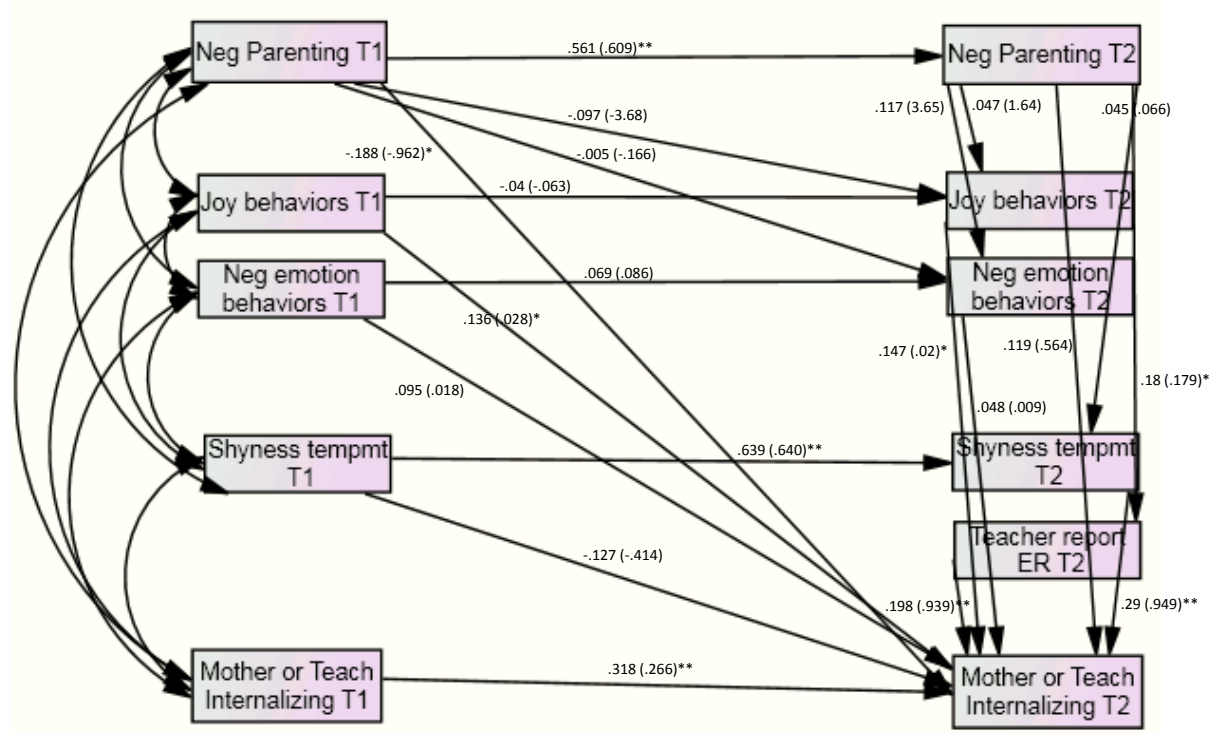 Neg Parenting T1
.561 (.609)**
Neg Parenting T2
.117 (3.65)
.047 (1.64)
.045 (.066)
-.097 (-3.68)
-.188 (-.962)*
-.005 (-.166)
Joy behaviors T1
-.04 (-.063)
Joy behaviors T2
Neg emotion
behaviors T1
.069 (.086)
Neg emotion
behaviors T2
.136 (.028)*
.147 (.02)*
.119 (.564)
.18 (.179)*
.095 (.018)
.048 (.009)
Shyness tempmt
T1
.639 (.640)**
Shyness tempmt
T2
-.127 (-.414)
Teacher report
ER T2
.198 (.939)**
.29 (.949)**
Mother or Teach
Internalizing T1
.318 (.266)**
Mother or Teach
Internalizing T2